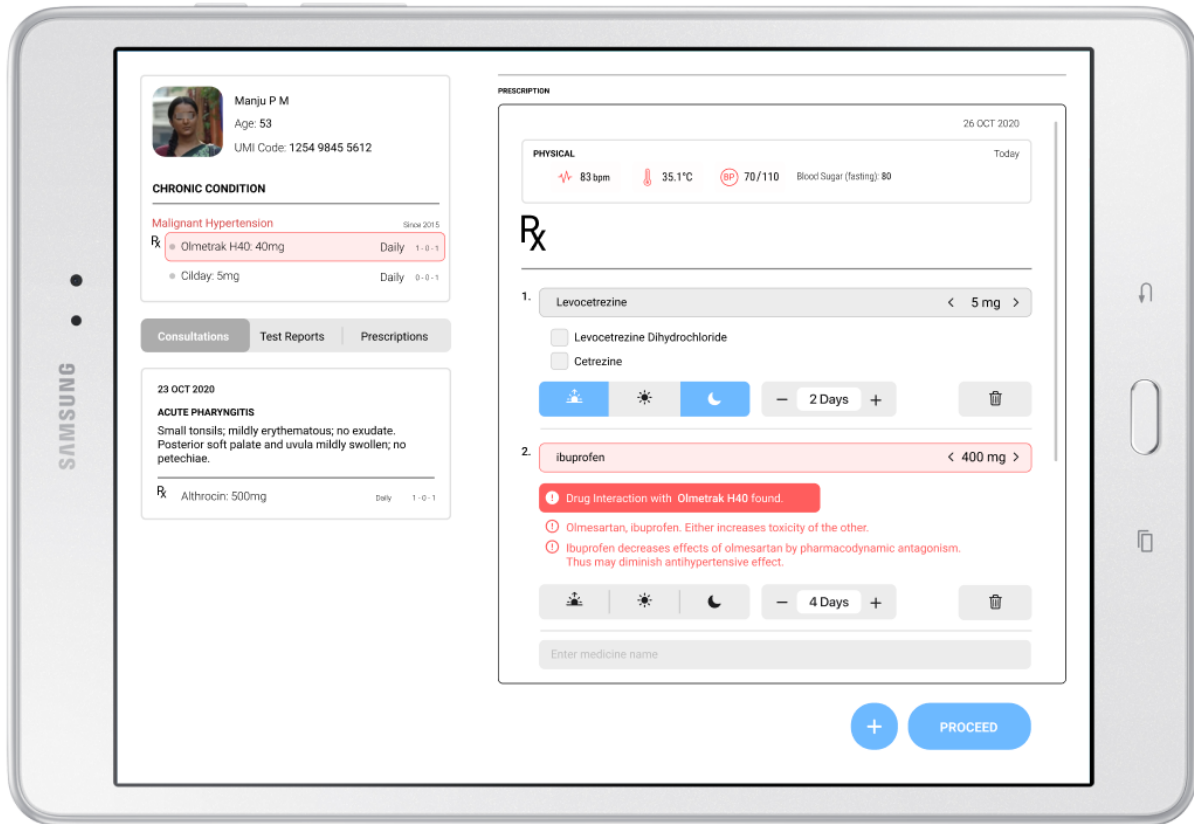 SAMSUNG
Manju P M
Age: 53
UMI Code: 1254 9845 5612
CHRONIC CONDITION
Malignant Hypertension Since 2015
Rx Olmetrak H40: 40mg Daily 1 - 0 - 1
Cilday: 5mg Daily 0 - 0 - 1
Consultations Test Reports Prescriptions
23 OCT 2020
ACUTE PHARYNGITIS
Small tonsils; mildly erythematous; no exudate.
Posterior soft palate and uvula mildly swollen; no
petechiae.
Rx Althrocin: 500mg Daily 1 - 0 - 1
PRESCRIPTION
26 OCT 2020
PHYSICAL Today
83 bpm 35.1°C BP 70/110 Blood Sugar (fasting): 80
Rx
1. Levocetrezine < 5 mg >
Levocetrezine Dihydrochloride
Cetrezine
− 2 Days +
2. ibuprofen < 400 mg >
Drug Interaction with Olmetrak H40 found.
Olmesartan, ibuprofen. Either increases toxicity of the other.
Ibuprofen decreases effects of olmesartan by pharmacodynamic antagonism.
Thus may diminish antihypertensive effect.
− 4 Days +
Enter medicine name
+ PROCEED